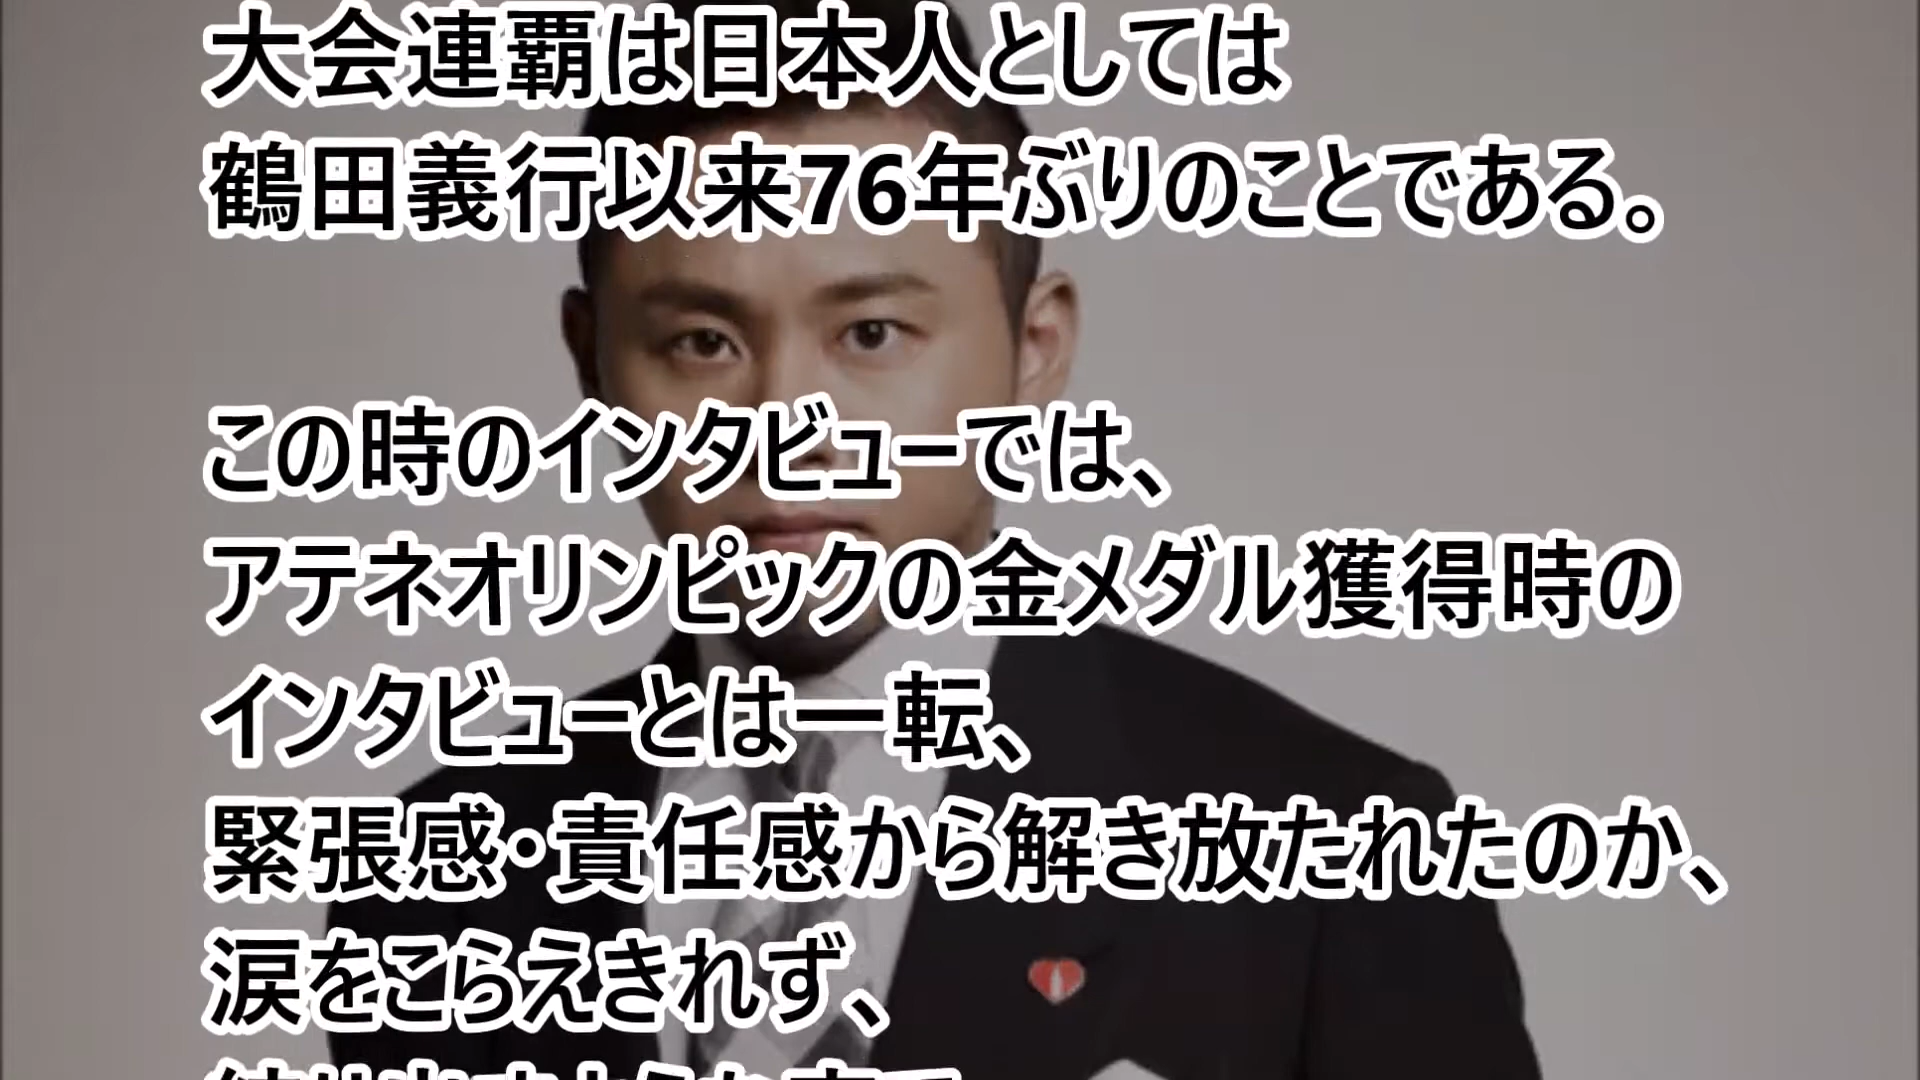 大会連覇は日本人としては
鶴田義行以来76年ぶりのことである。
この時のインタビューでは、
アテネオリンピックの金メダル獲得時の
インタビューとは一転、
緊張感・責任感から解き放たれたのか、
涙をこらえきれず、